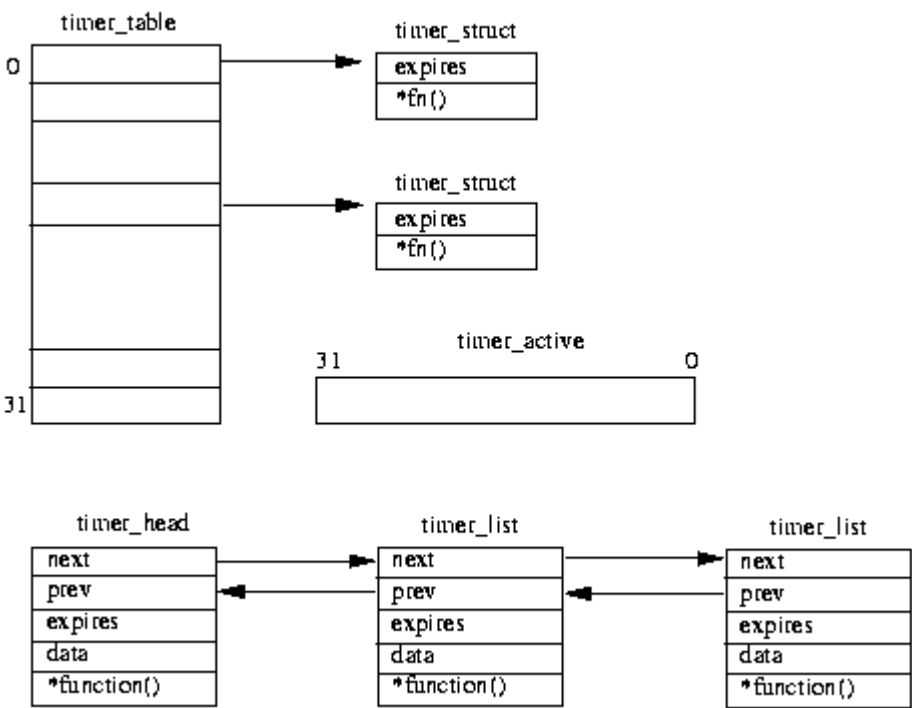 timer_table
0
31
timer_struct
expires
*fn()
timer_struct
expires
*fn()
timer_active
31 0
timer_head
next
prev
expires
data
*function()
timer_list
next
prev
expires
data
*function()
timer_list
next
prev
expires
data
*function()